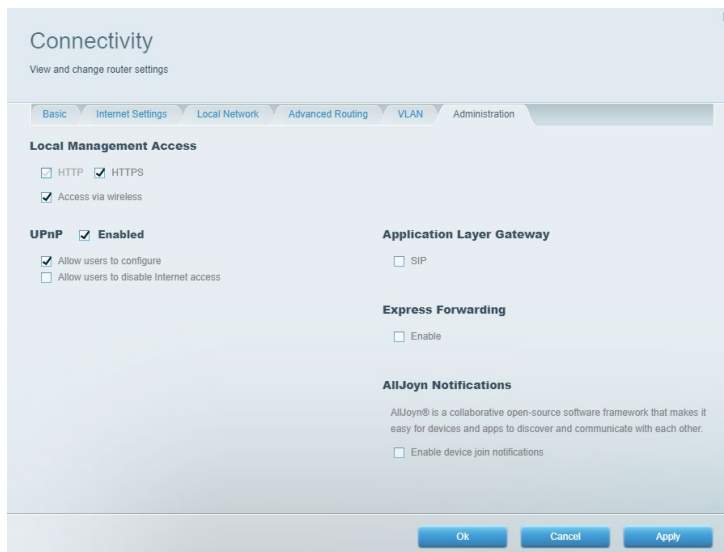 Connectivity
View and change router settings
Basic Internet Settings Local Network Advanced Routing VLAN Administration
Local Management Access
HTTP HTTPS
Access via wireless
UPnP Enabled
Allow users to configure
Allow users to disable Internet access
Application Layer Gateway
SIP
Express Forwarding
Enable
AllJoyn Notifications
AllJoyn® is a collaborative open-source software framework that makes it
easy for devices and apps to discover and communicate with each other.
Enable device join notifications
Ok Cancel Apply